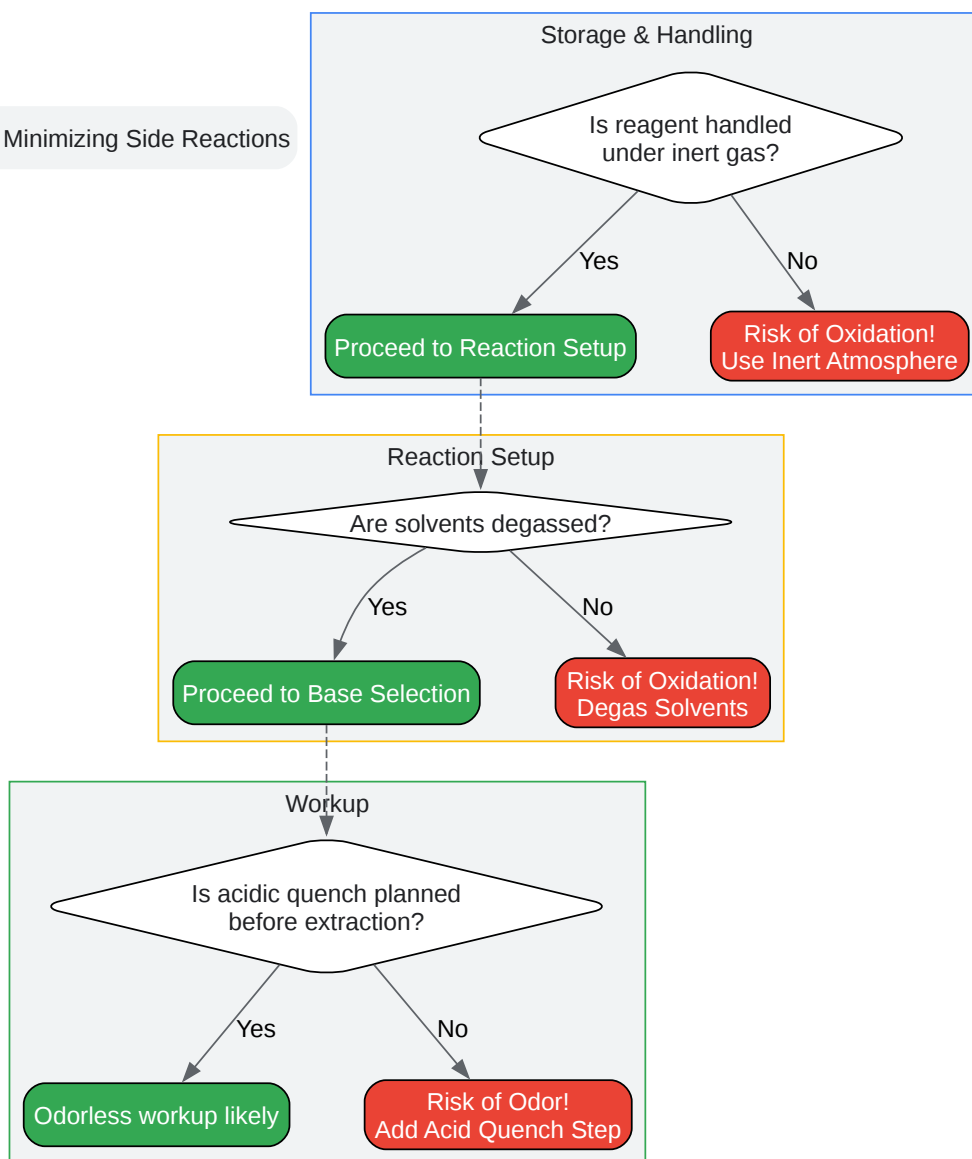 Storage & Handling
Minimizing Side Reactions
Is reagent handled
under inert gas?
Yes
No
Proceed to Reaction Setup
Risk of Oxidation!
Use Inert Atmosphere
Reaction Setup
Are solvents degassed?
Yes
No
Proceed to Base Selection
Risk of Oxidation!
Degas Solvents
Workup
Is acidic quench planned
before extraction?
Yes
No
Odorless workup likely
Risk of Odor!
Add Acid Quench Step